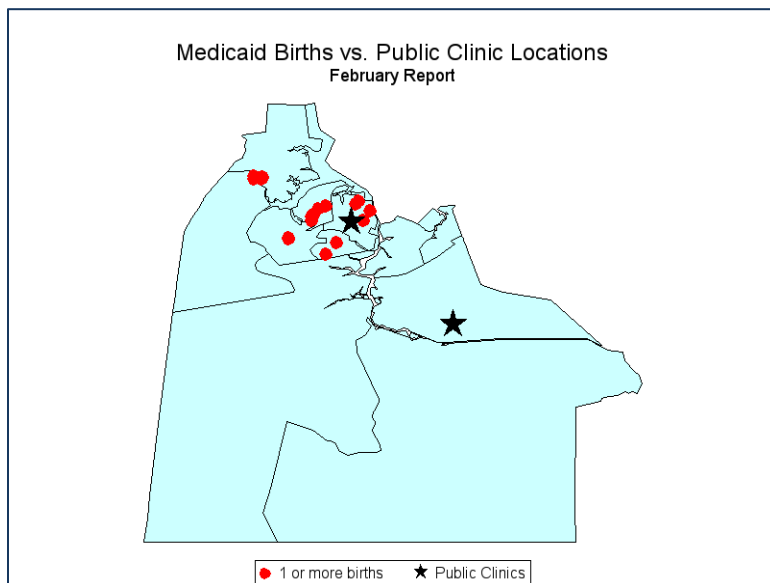 Medicaid Births vs. Public Clinic Locations
February Report
1 or more births Public Clinics